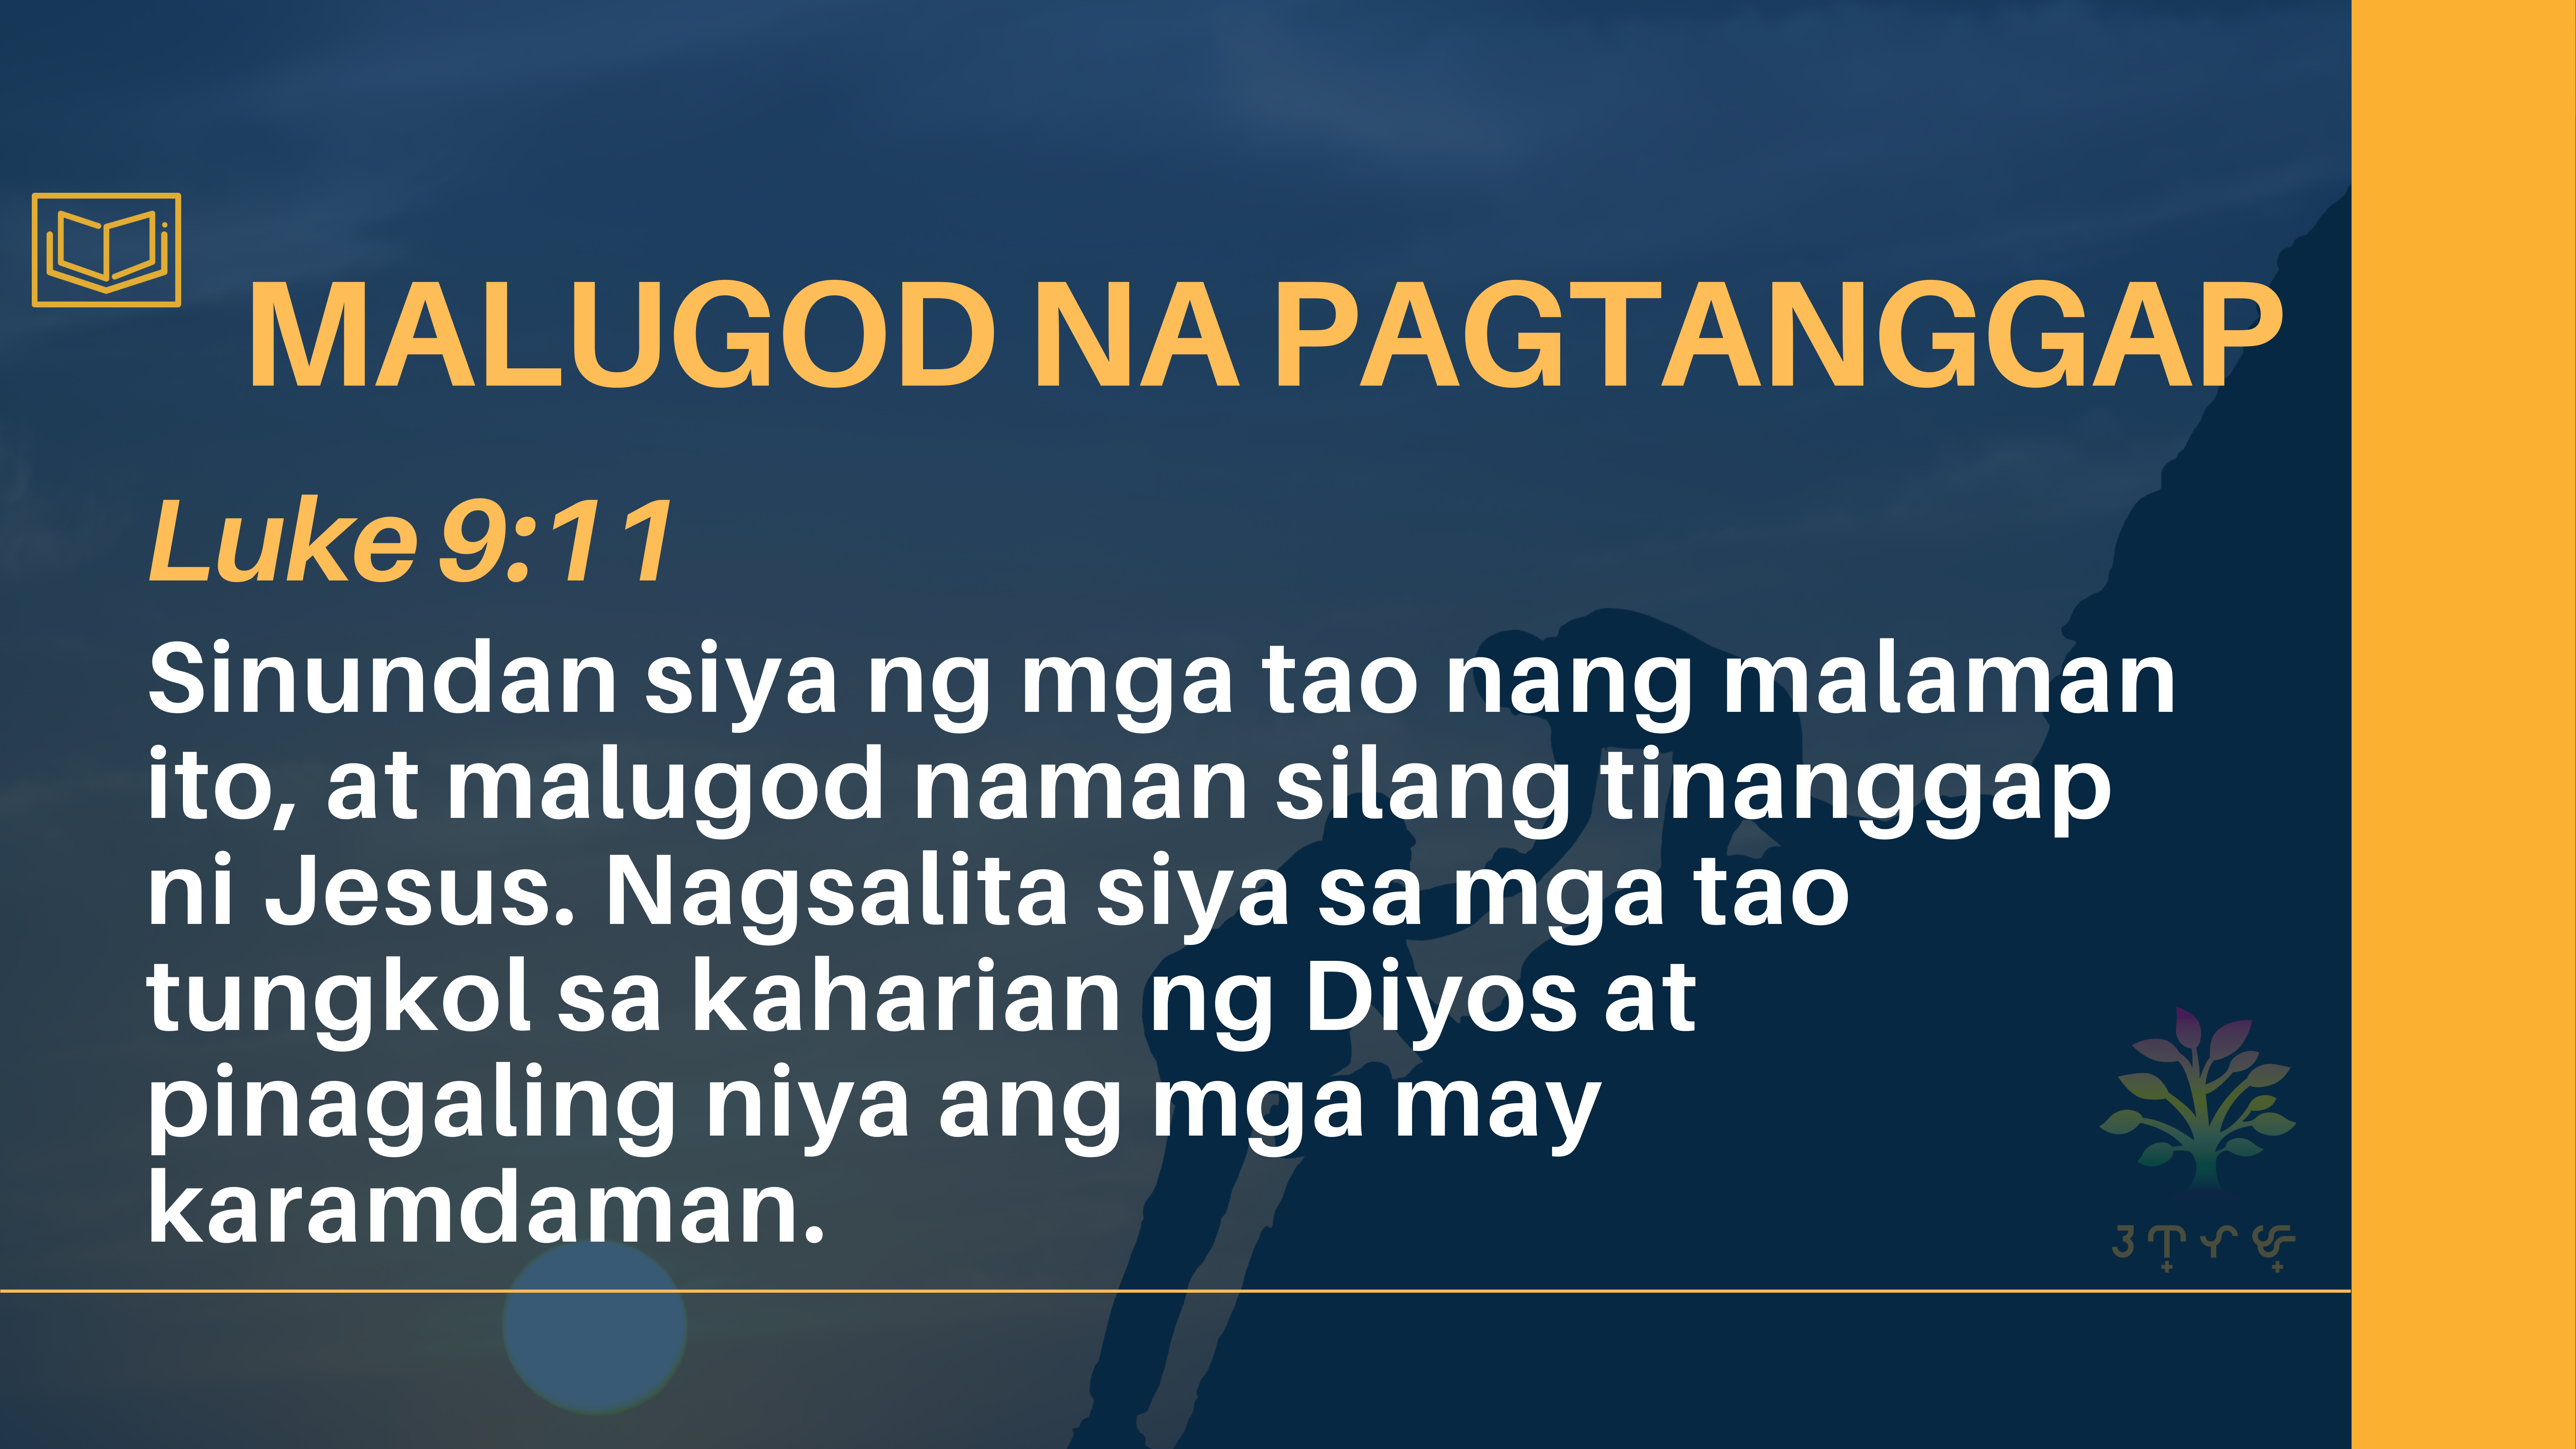 MALUGOD NA PAGTANGGAP
Luke 9:11
Sinundan siya ng mga tao nang malaman
ito, at malugod naman silang tinanggap
ni Jesus. Nagsalita siya sa mga tao
tungkol sa kaharian ng Diyos at
pinagaling niya ang mga may
karamdaman.